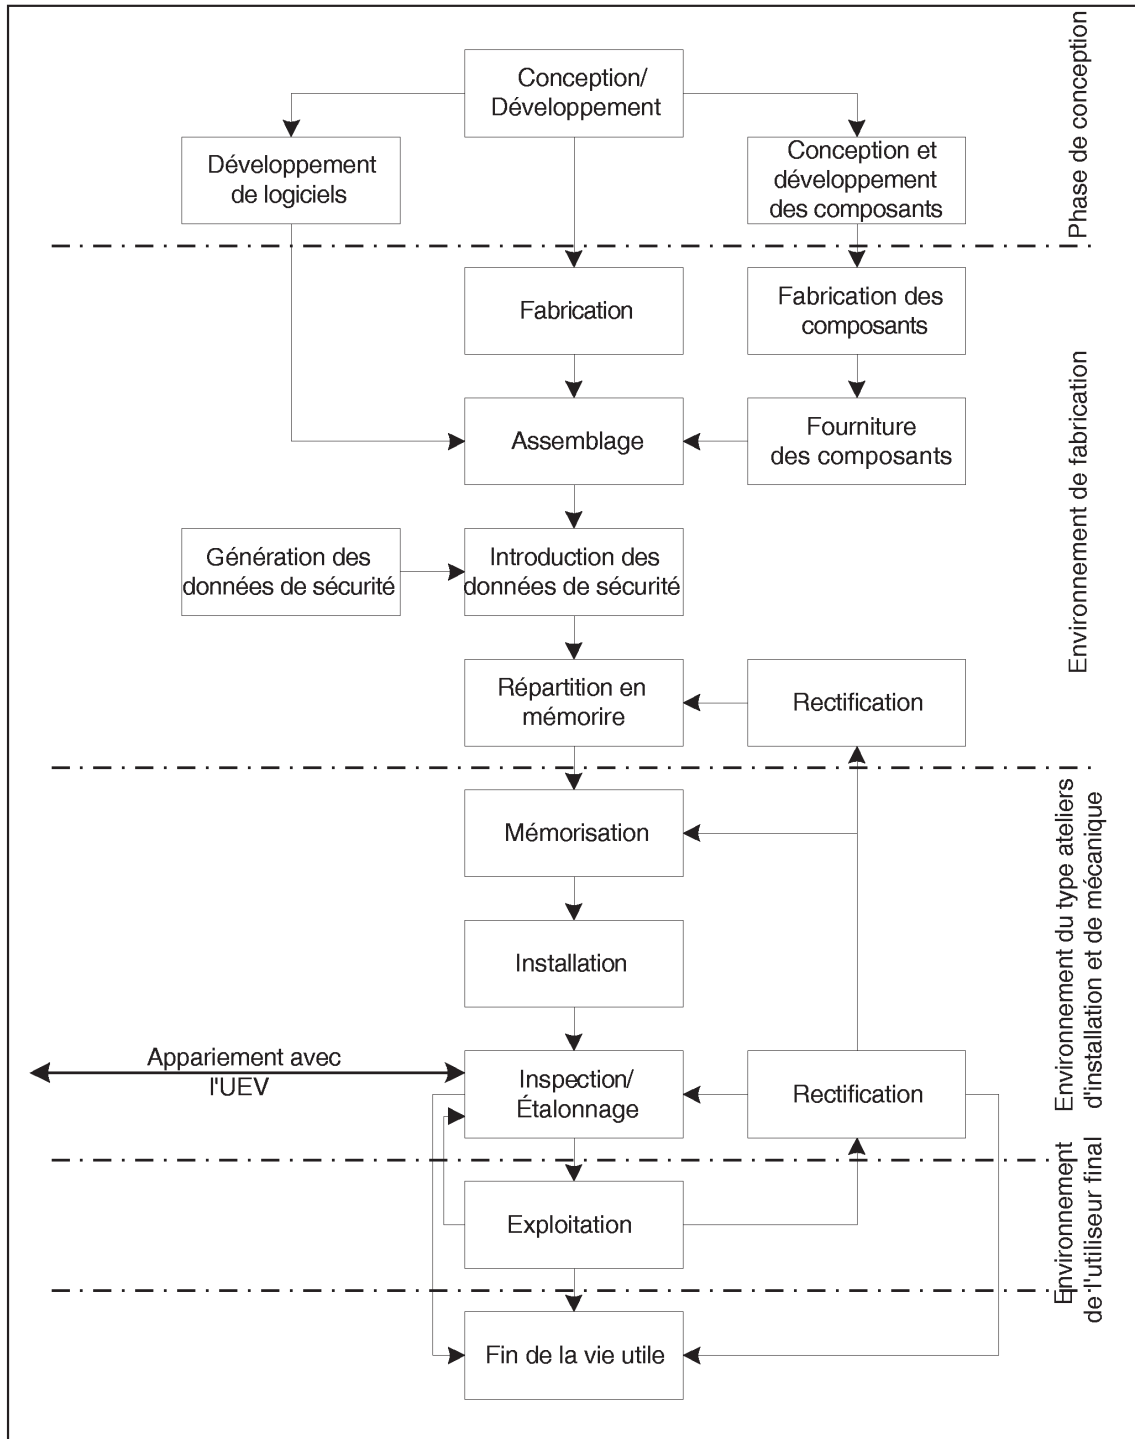 Conception/
Développement
Développement
de logiciels
Conception et
développement
des composants
Phase de conception
Fabrication
Fabrication des
composants
Assemblage
Fourniture
des composants
Génération des
données de sécurité
Introduction des
données de sécurité
Environnement de fabrication
Répartition en
mémorire
Rectification
Mémorisation
Installation
Appariement avec
l'UEV
Inspection/
Étalonnage
Rectification
Environnement du type ateliers
d'installation et de mécanique
Exploitation
Environnement
de l'utiliseur final
Fin de la vie utile